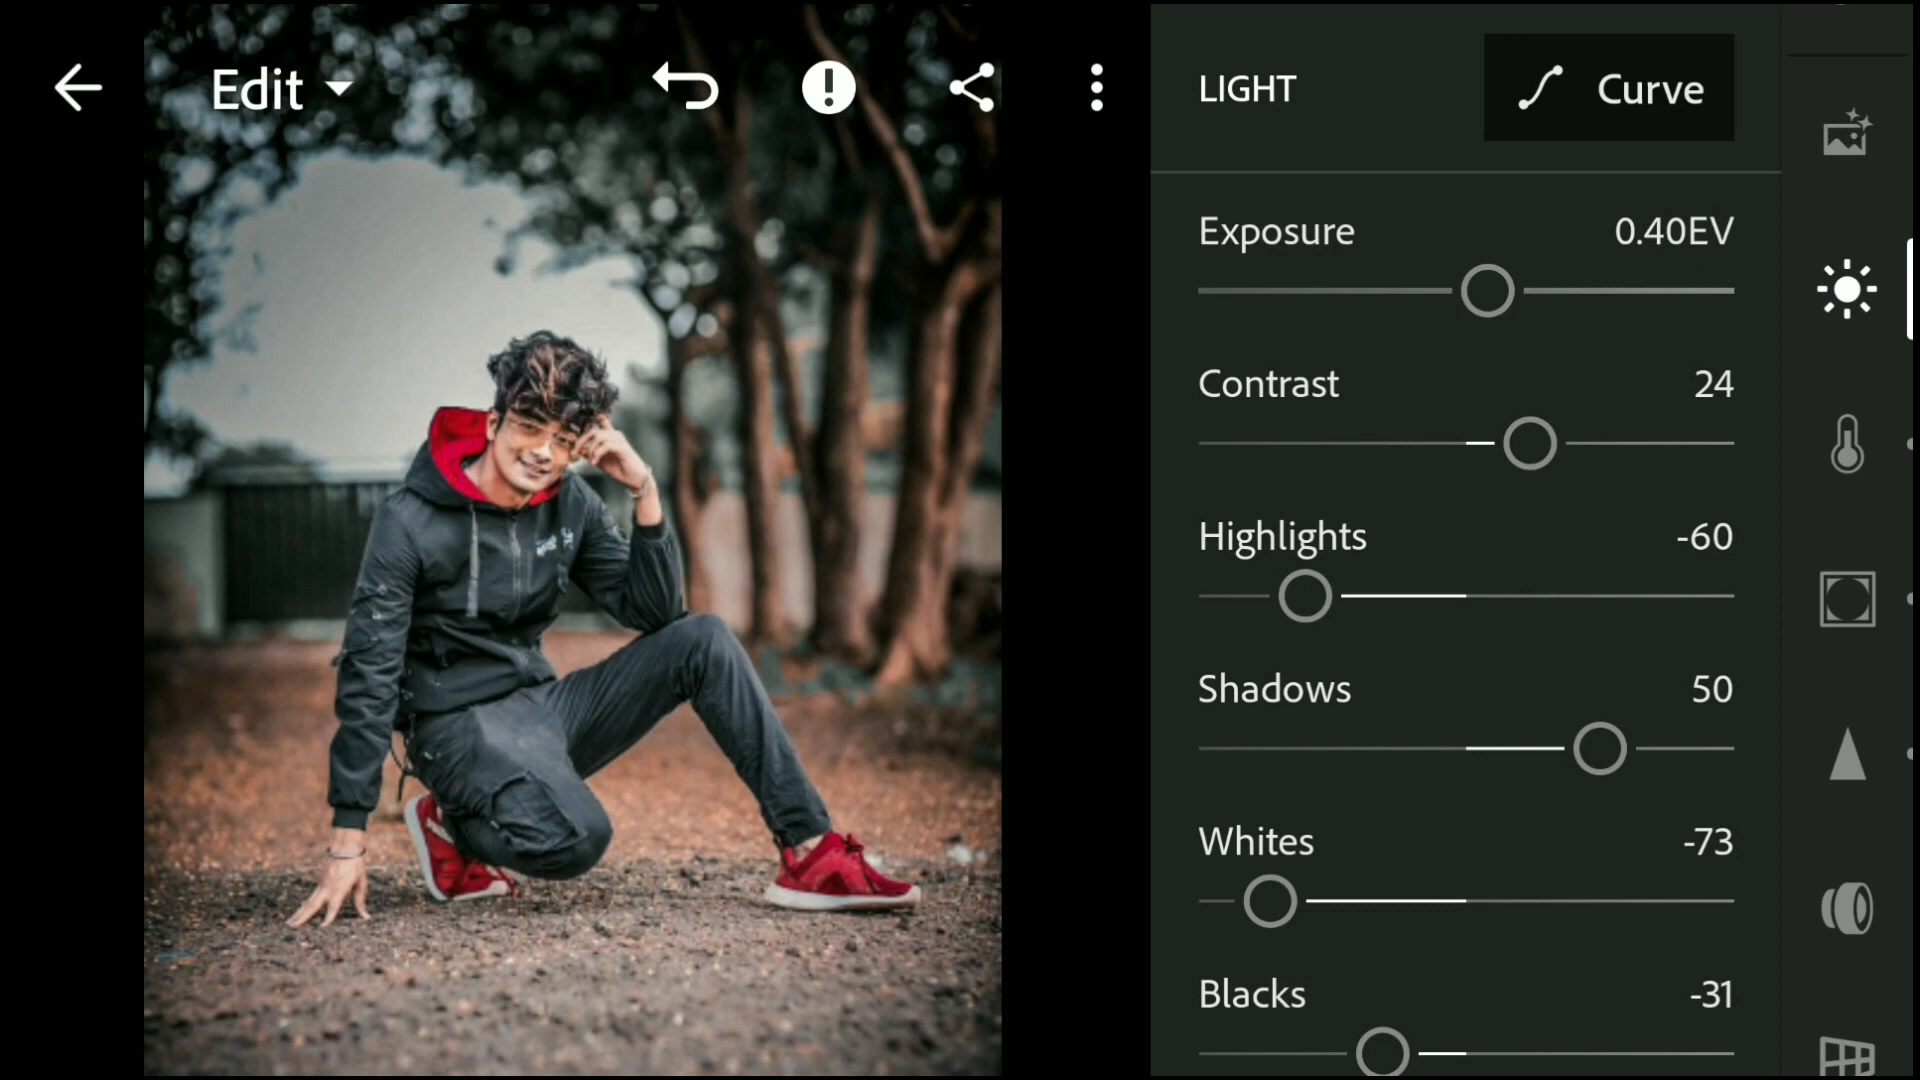 Edit
LIGHT
Curve
Exposure 0.40EV
Contrast 24
Highlights -60
Shadows 50
Whites -73
Blacks -31